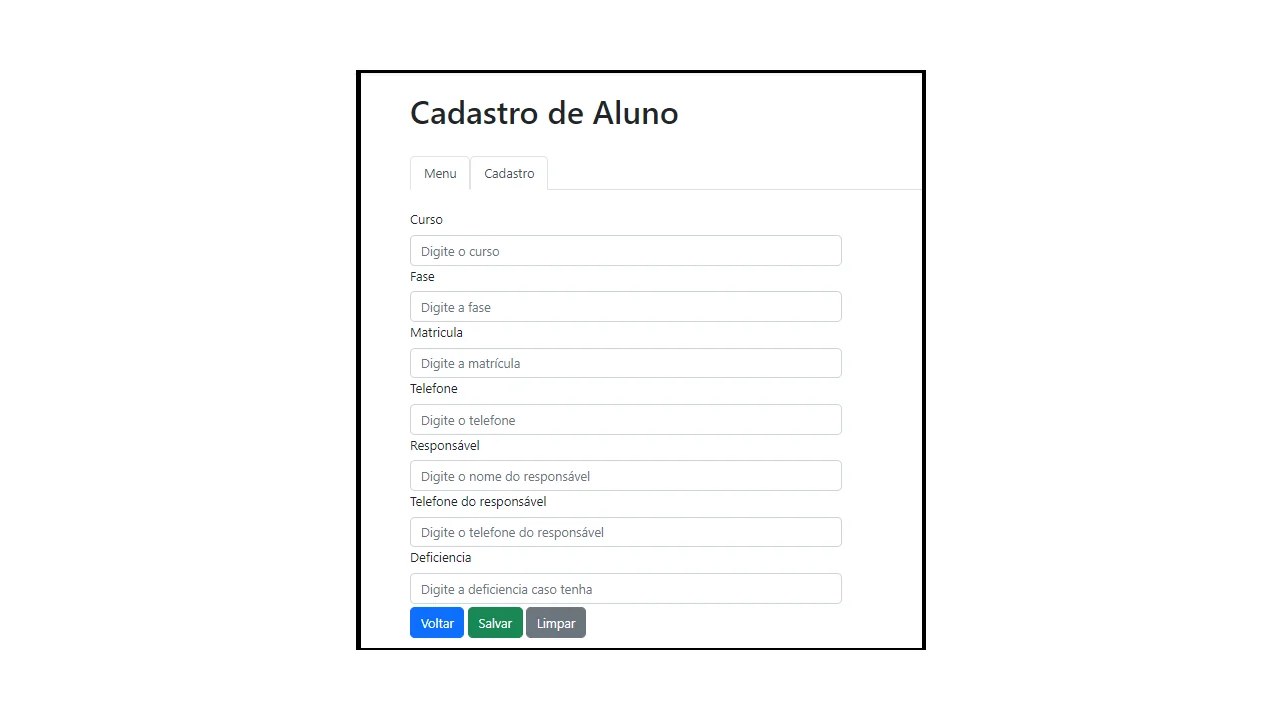 Cadastro de Aluno
Menu Cadastro
Curso
Digite o curso
Fase
Digite a fase
Matricula
Digite a matrícula
Telefone
Digite o telefone
Responsável
Digite o nome do responsável
Telefone do responsável
Digite o telefone do responsável
Deficiencia
Digite a deficiencia caso tenha
Voltar Salvar Limpar